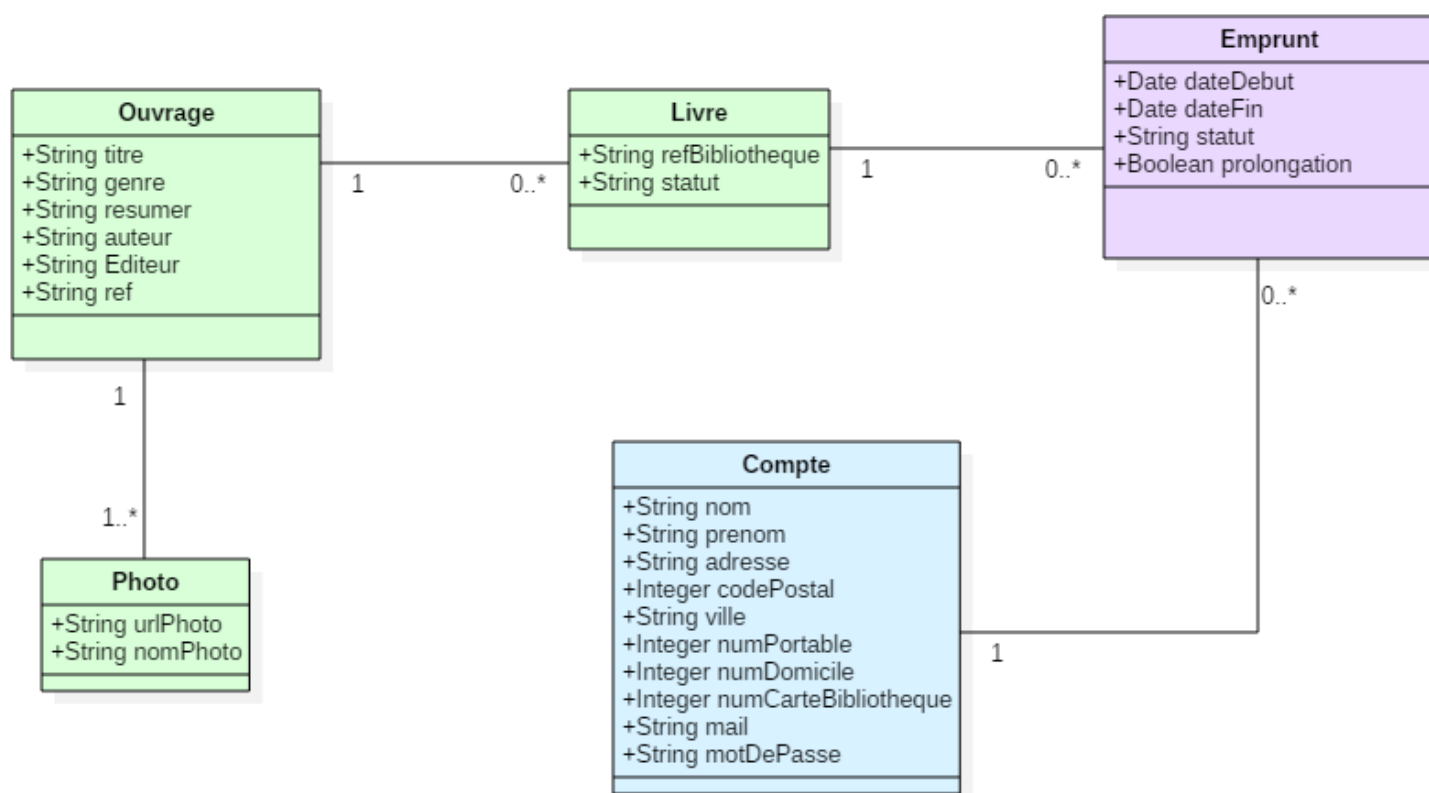 Ouvrage
+String titre
+String genre
+String resumer
+String auteur
+String Editeur
+String ref
1
0..*
Livre
+String refBibliotheque
+String statut
1
0..*
Emprunt
+Date dateDebut
+Date dateFin
+String statut
+Boolean prolongation
0..*
1
1..*
Photo
+String urlPhoto
+String nomPhoto
Compte
+String nom
+String prenom
+String adresse
+Integer codePostal
+String ville
+Integer numPortable
+Integer numDomicile
+Integer numCarteBibliotheque
+String mail
+String motDePasse
1